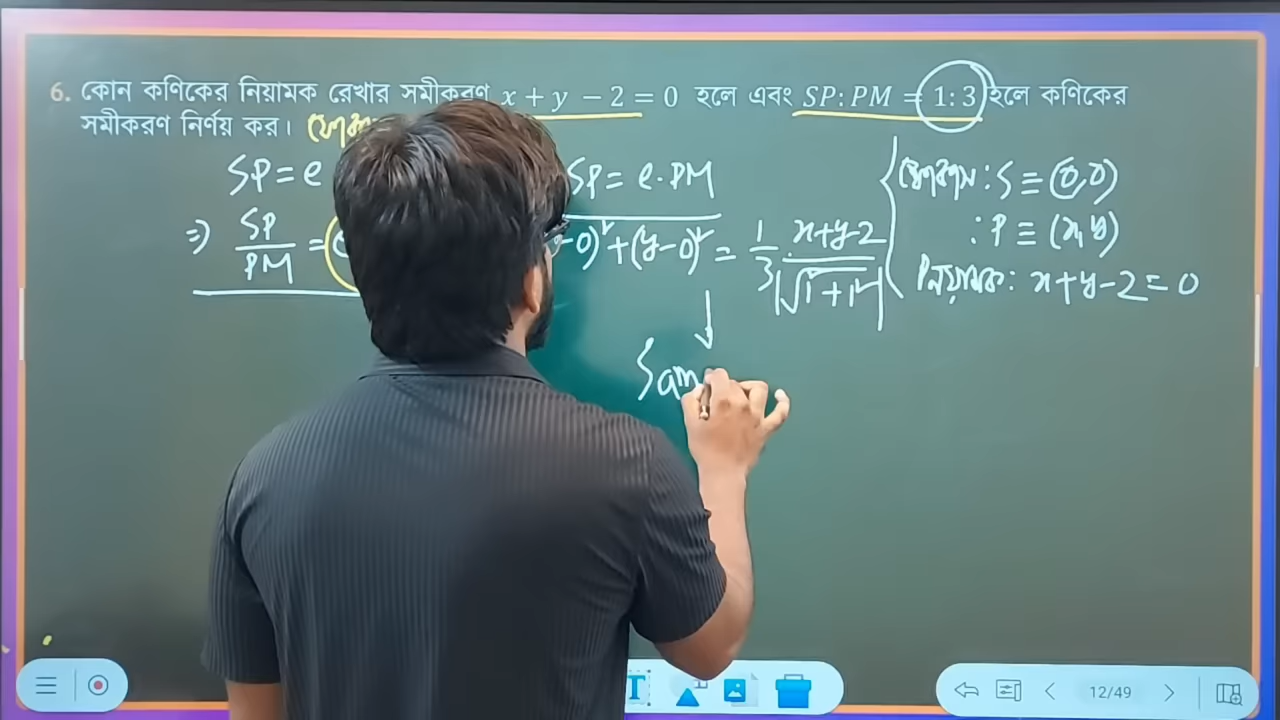 6. কোন কণিকের নিয়ামক রেখার সমীকরণ x + y − 2 = 0 হলে এবং SP: PM = 1: 3 হলে কণিকের
সমীকরণ নির্ণয় কর।
SP = e
SP = e·PM
⇒ SP/PM =
-0)² + (y-0)² = 1/3 x+y-2/|√1²+1²|
Sam
ফোকাস : S ≡ (0,0)
: P ≡ (x,y)
নিয়ামক: x+y-2=0
T
12/49